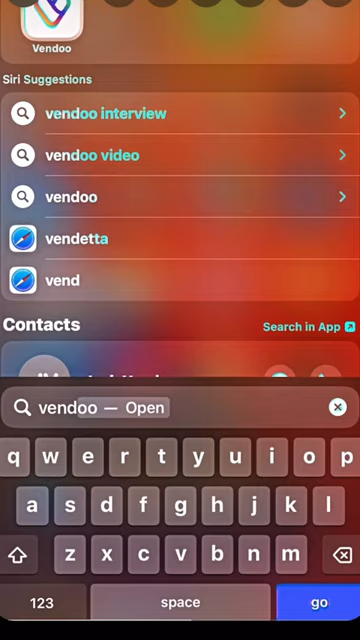 Vendoo
Siri Suggestions
vendoo interview
vendoo video
vendoo
vendetta
vend
Contacts
Search in App
vendoo — Open
q w e r t y u i o p
a s d f g h j k l
z x c v b n m
123 space go